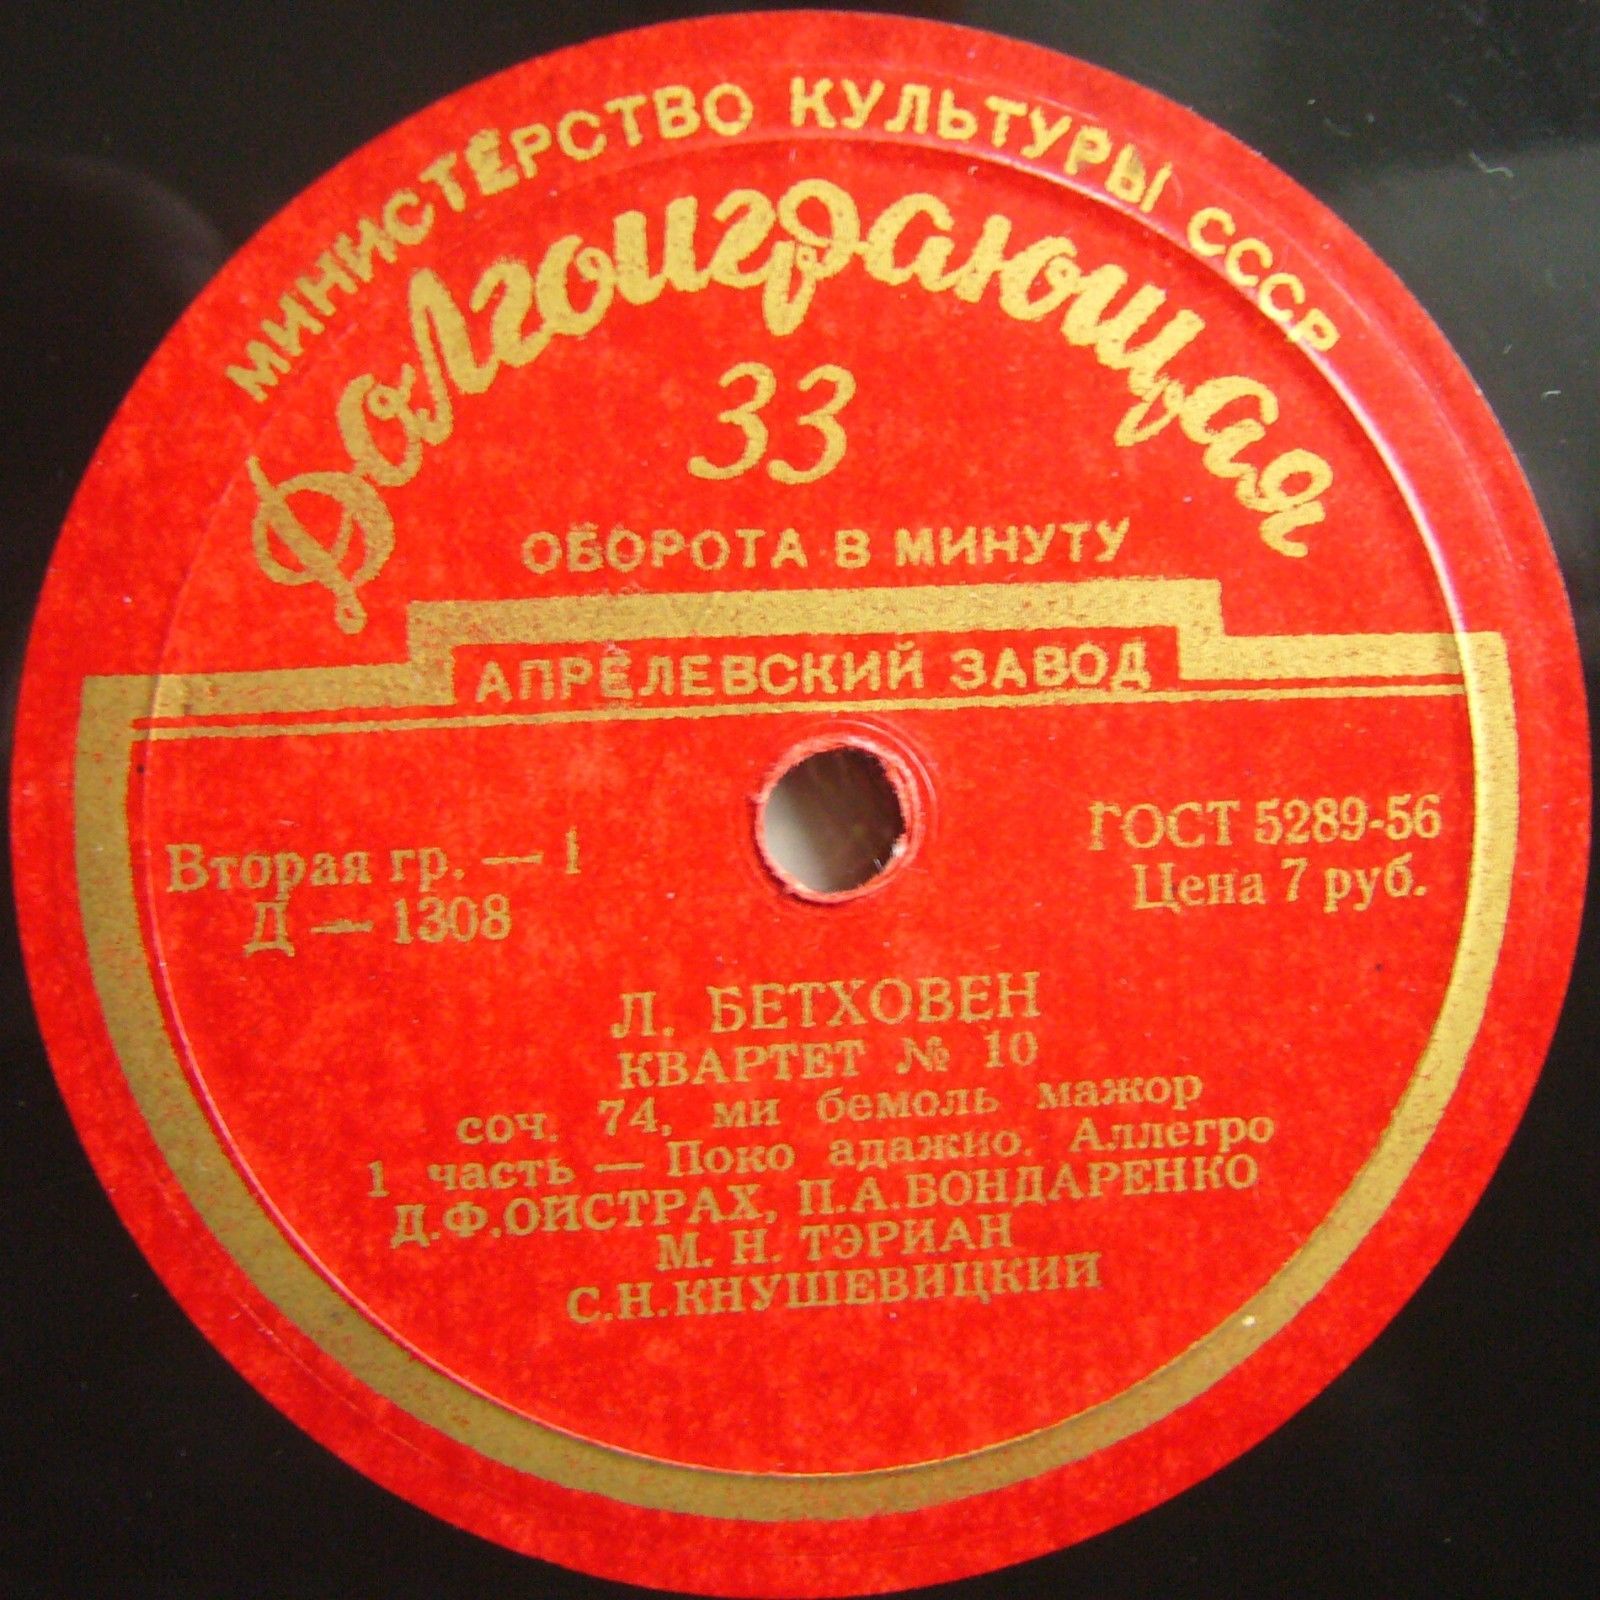 МИНИСТЕРСТВО КУЛЬТУРЫ СССР
Долгоиграющая
33
ОБОРОТА В МИНУТУ
АПРЕЛЕВСКИЙ ЗАВОД
Вторая гр. — 1
Д — 1308
ГОСТ 5289-56
Цена 7 руб.
Л. БЕТХОВЕН
КВАРТЕТ № 10
соч. 74, ми бемоль мажор
1 часть — Поко адажио. Аллегро
Д.Ф.ОЙСТРАХ, П.А.БОНДАРЕНКО
М. Н. ТЭРИАН
С.Н.КНУШЕВИЦКИЙ